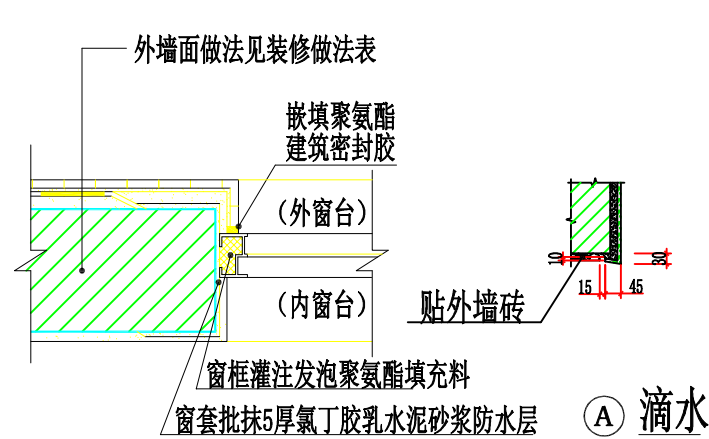 外墙面做法见装修做法表
嵌填聚氨酯
建筑密封胶
（外窗台）
（内窗台）
10
30
15
45
贴外墙砖
窗框灌注发泡聚氨酯填充料
窗套批抹5厚氯丁胶乳水泥砂浆防水层
A 滴水